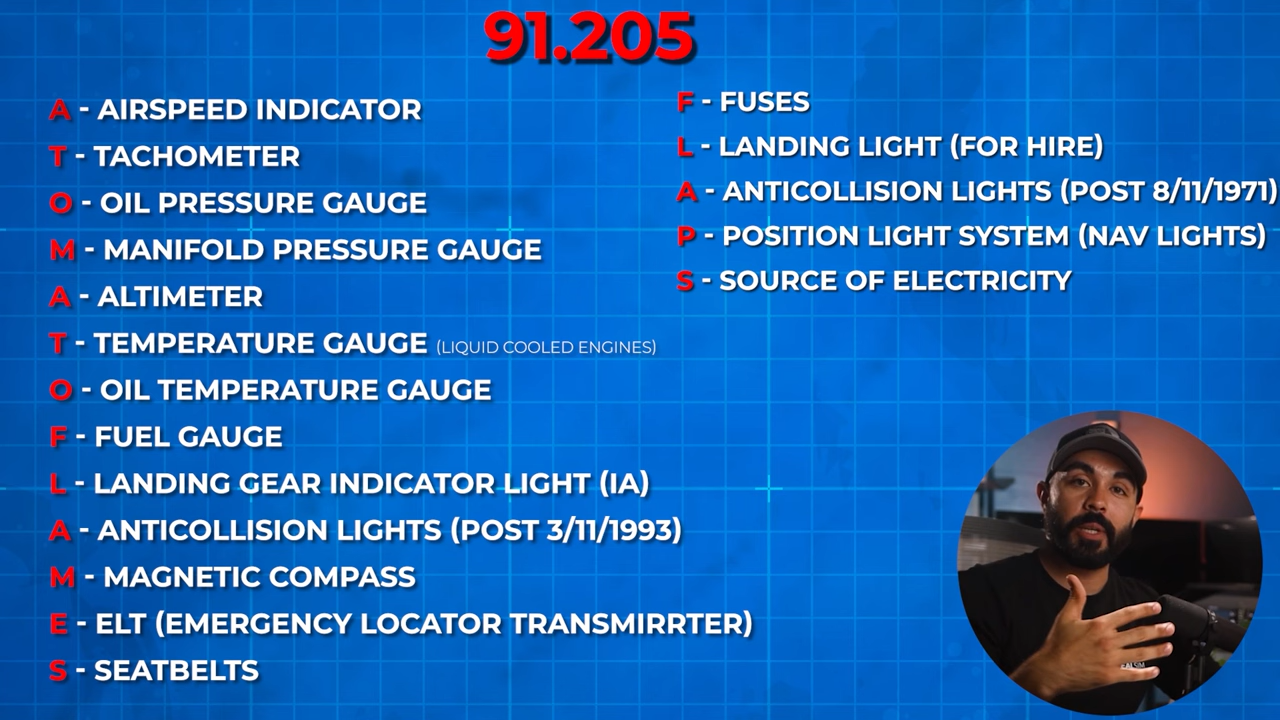 91.205
A - AIRSPEED INDICATOR
T - TACHOMETER
O - OIL PRESSURE GAUGE
M - MANIFOLD PRESSURE GAUGE
A - ALTIMETER
T - TEMPERATURE GAUGE (LIQUID COOLED ENGINES)
O - OIL TEMPERATURE GAUGE
F - FUEL GAUGE
L - LANDING GEAR INDICATOR LIGHT (IA)
A - ANTICOLLISION LIGHTS (POST 3/11/1993)
M - MAGNETIC COMPASS
E - ELT (EMERGENCY LOCATOR TRANSMIRRTER)
S - SEATBELTS
F - FUSES
L - LANDING LIGHT (FOR HIRE)
A - ANTICOLLISION LIGHTS (POST 8/11/1971)
P - POSITION LIGHT SYSTEM (NAV LIGHTS)
S - SOURCE OF ELECTRICITY